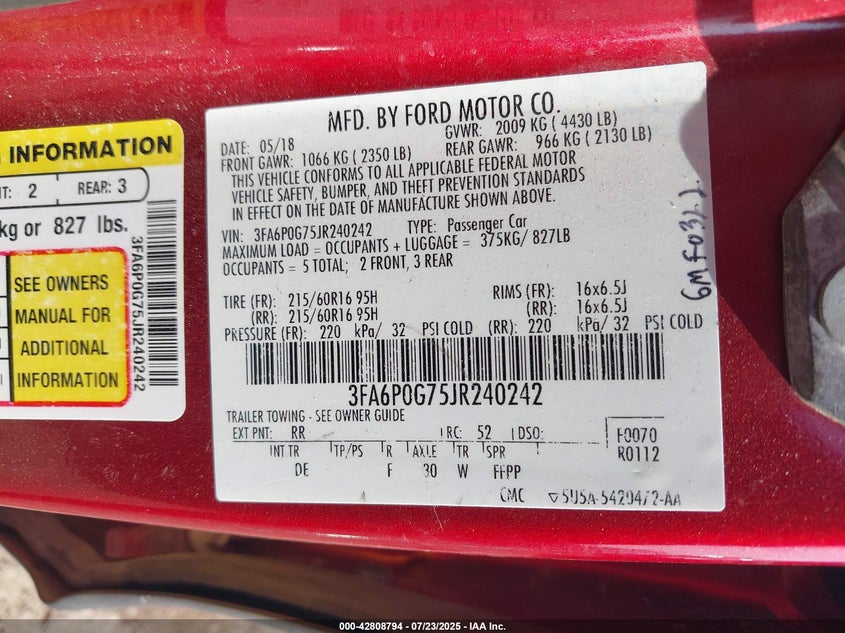 G INFORMATION
NT: 2 REAR: 3
kg or 827 lbs.
SEE OWNERS
MANUAL FOR
ADDITIONAL
INFORMATION
3FA6P0G75JR240242
MFD. BY FORD MOTOR CO.
DATE: 05/18 GVWR: 2009 KG ( 4430 LB)
FRONT GAWR: 1066 KG ( 2350 LB) REAR GAWR: 966 KG ( 2130 LB)
THIS VEHICLE CONFORMS TO ALL APPLICABLE FEDERAL MOTOR
VEHICLE SAFETY, BUMPER, AND THEFT PREVENTION STANDARDS
IN EFFECT ON THE DATE OF MANUFACTURE SHOWN ABOVE.
VIN: 3FA6P0G75JR240242 TYPE: Passenger Car
MAXIMUM LOAD = OCCUPANTS + LUGGAGE = 375KG/ 827LB
OCCUPANTS = 5 TOTAL; 2 FRONT, 3 REAR
TIRE (FR): 215/60R16 95H RIMS (FR): 16x6.5J
(RR): 215/60R16 95H (RR): 16x6.5J
PRESSURE (FR): 220 kPa/ 32 PSI COLD (RR): 220 kPa/ 32 PSI COLD
3FA6P0G75JR240242
TRAILER TOWING - SEE OWNER GUIDE
EXT PNT: RR RC: 52 DSO:
F0070
R0112
INT TR TP/PS R AXLE TR SPR
DE F 30 W FFPP
CMC 5U5A-5420472-AA
000-42808794 - 07/23/2025 - IAA Inc.